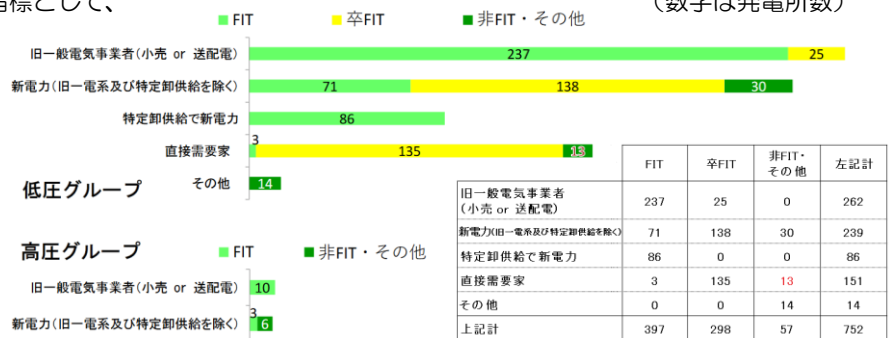 指標として、
(数字は発電所数)
FIT 卒FIT 非FIT・その他
旧一般電気事業者(小売 or 送配電) 237 25
新電力(旧一電系及び特定卸供給を除く) 71 138 30
特定卸供給で新電力 86
直接需要家 3 135 13
その他 14
低圧グループ
高圧グループ
FIT 非FIT・その他
旧一般電気事業者(小売 or 送配電) 10
新電力(旧一電系及び特定卸供給を除く) 3 6
FIT 卒FIT 非FIT・
その他 左記計
旧一般電気事業者
(小売 or 送配電) 237 25 0 262
新電力(旧一電系及び特定卸供給を除く) 71 138 30 239
特定卸供給で新電力 86 0 0 86
直接需要家 3 135 13 151
その他 0 0 14 14
上記計 397 298 57 752